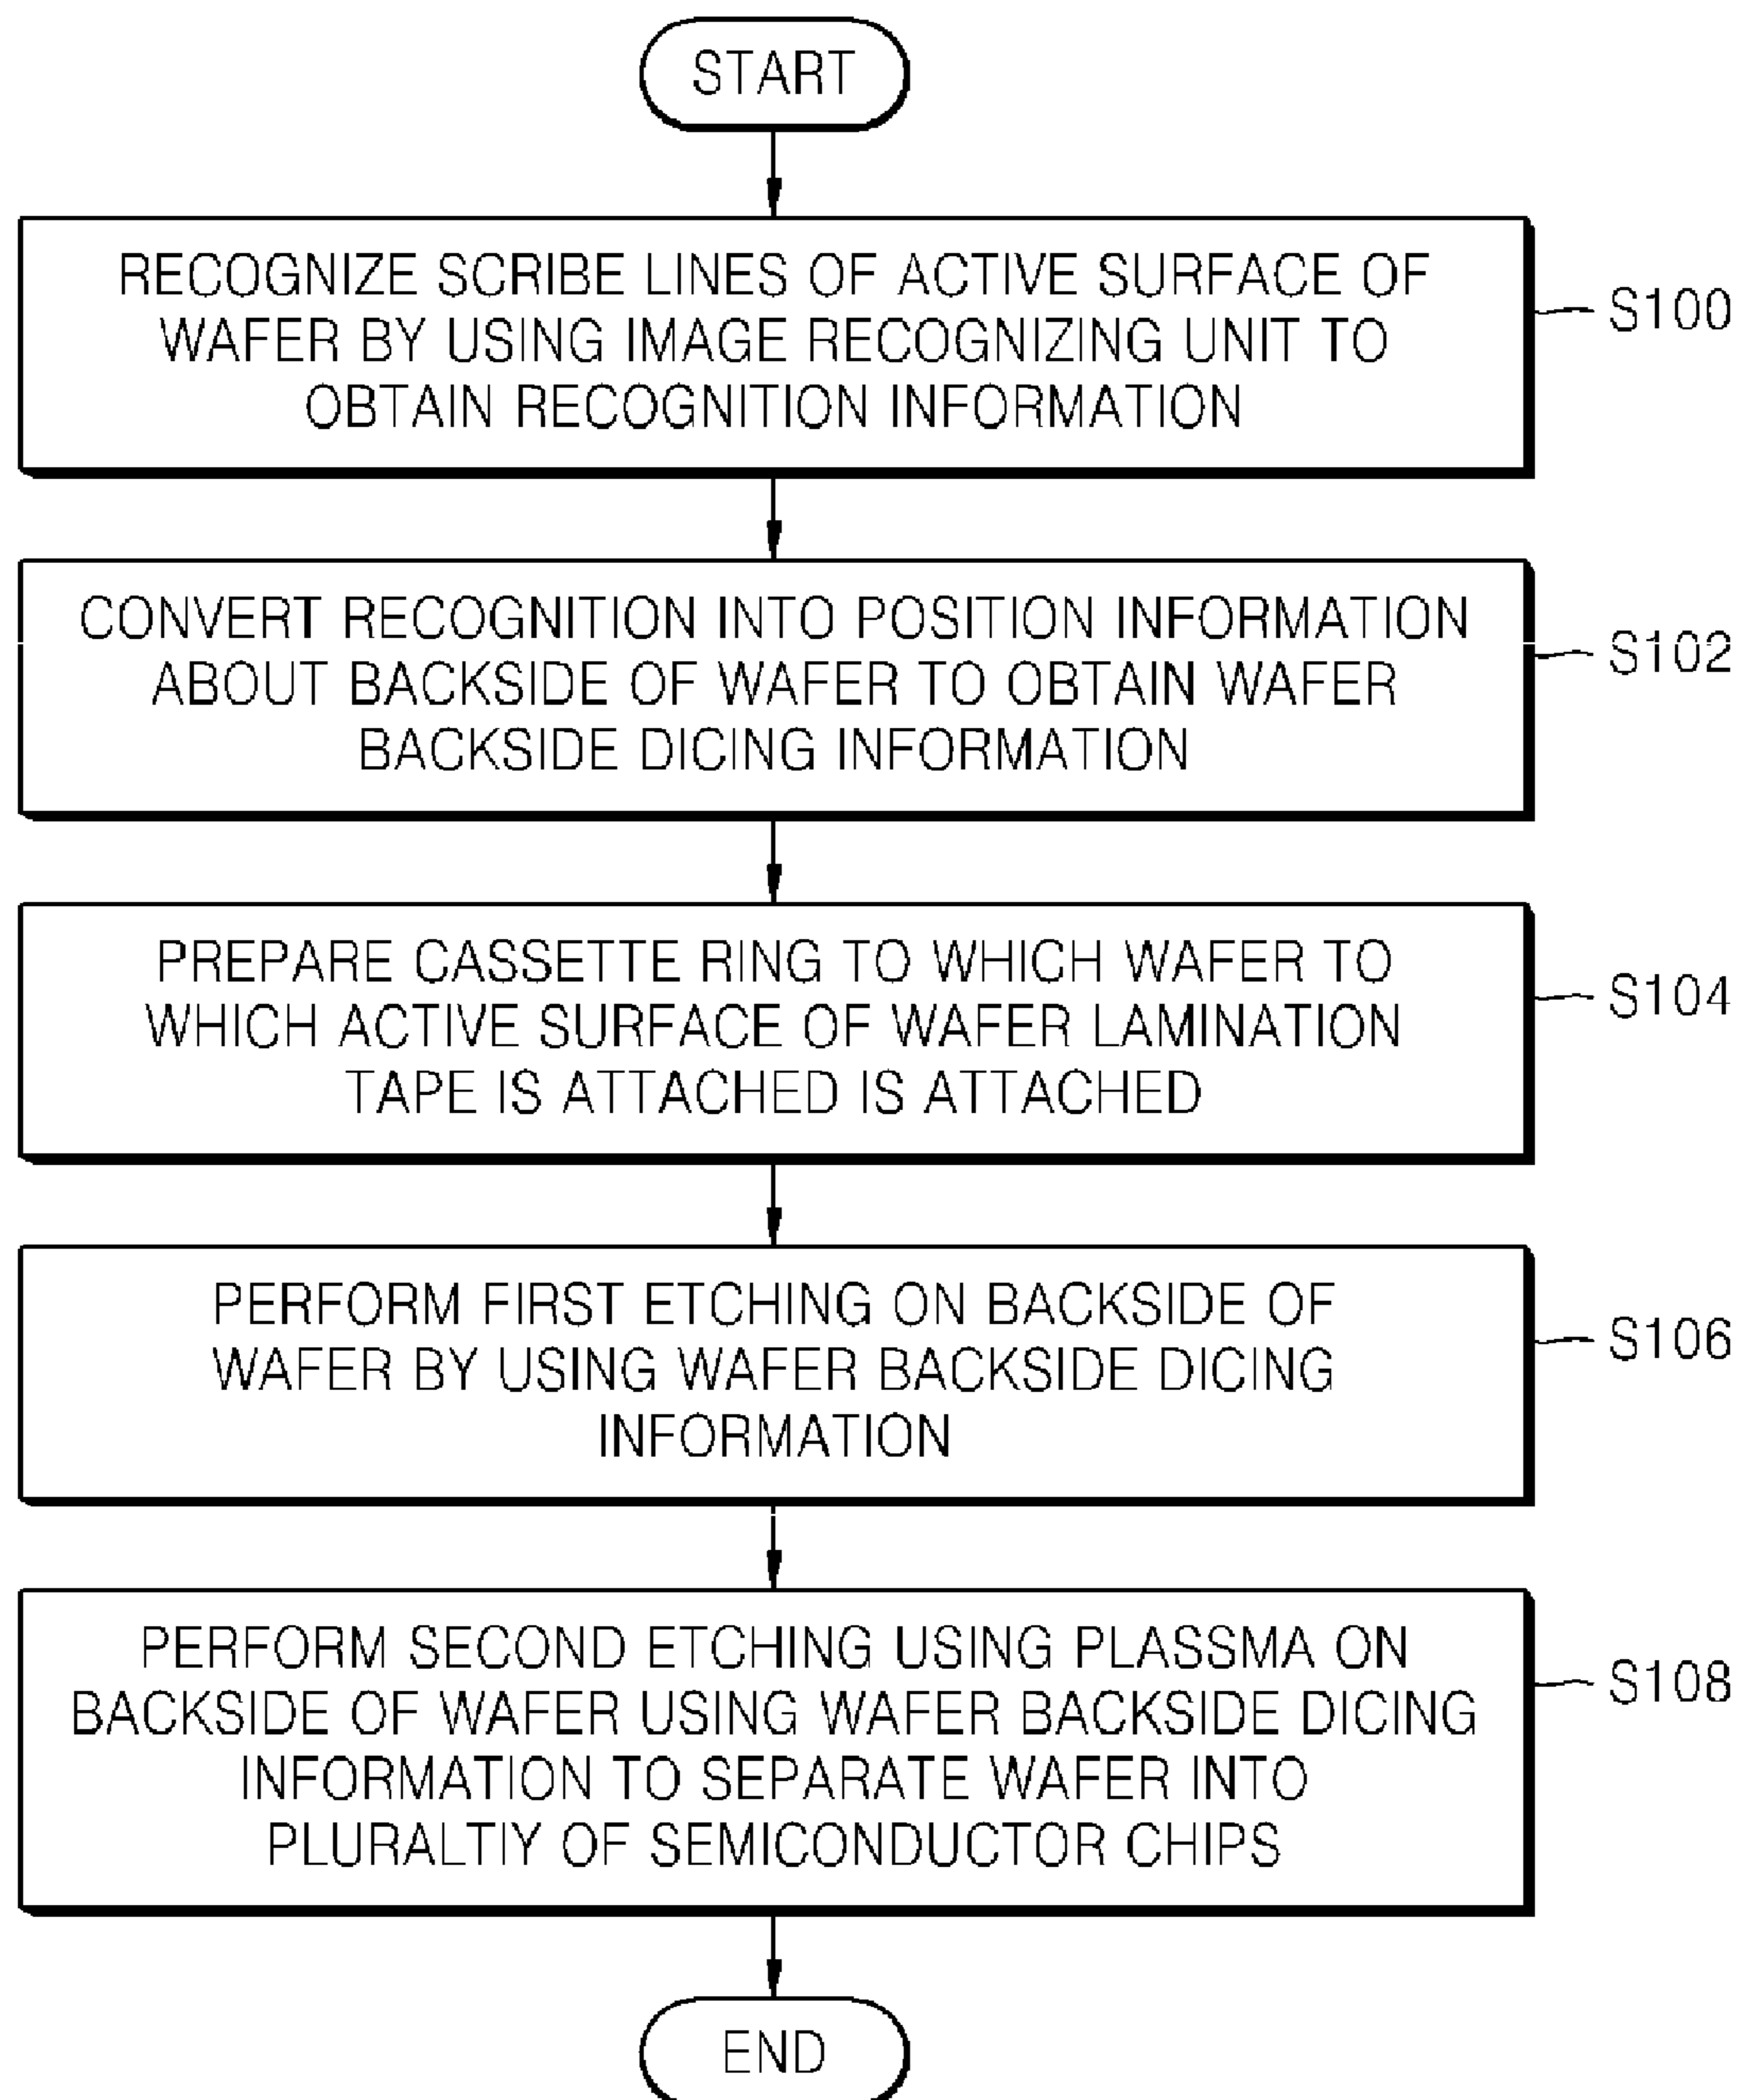 START
RECOGNIZE SCRIBE LINES OF ACTIVE SURFACE OF
WAFER BY USING IMAGE RECOGNIZING UNIT TO
OBTAIN RECOGNITION INFORMATION
S100
CONVERT RECOGNITION INTO POSITION INFORMATION
ABOUT BACKSIDE OF WAFER TO OBTAIN WAFER
BACKSIDE DICING INFORMATION
S102
PREPARE CASSETTE RING TO WHICH WAFER TO
WHICH ACTIVE SURFACE OF WAFER LAMINATION
TAPE IS ATTACHED IS ATTACHED
S104
PERFORM FIRST ETCHING ON BACKSIDE OF
WAFER BY USING WAFER BACKSIDE DICING
INFORMATION
S106
PERFORM SECOND ETCHING USING PLASSMA ON
BACKSIDE OF WAFER USING WAFER BACKSIDE DICING
INFORMATION TO SEPARATE WAFER INTO
PLURALTIY OF SEMICONDUCTOR CHIPS
S108
END